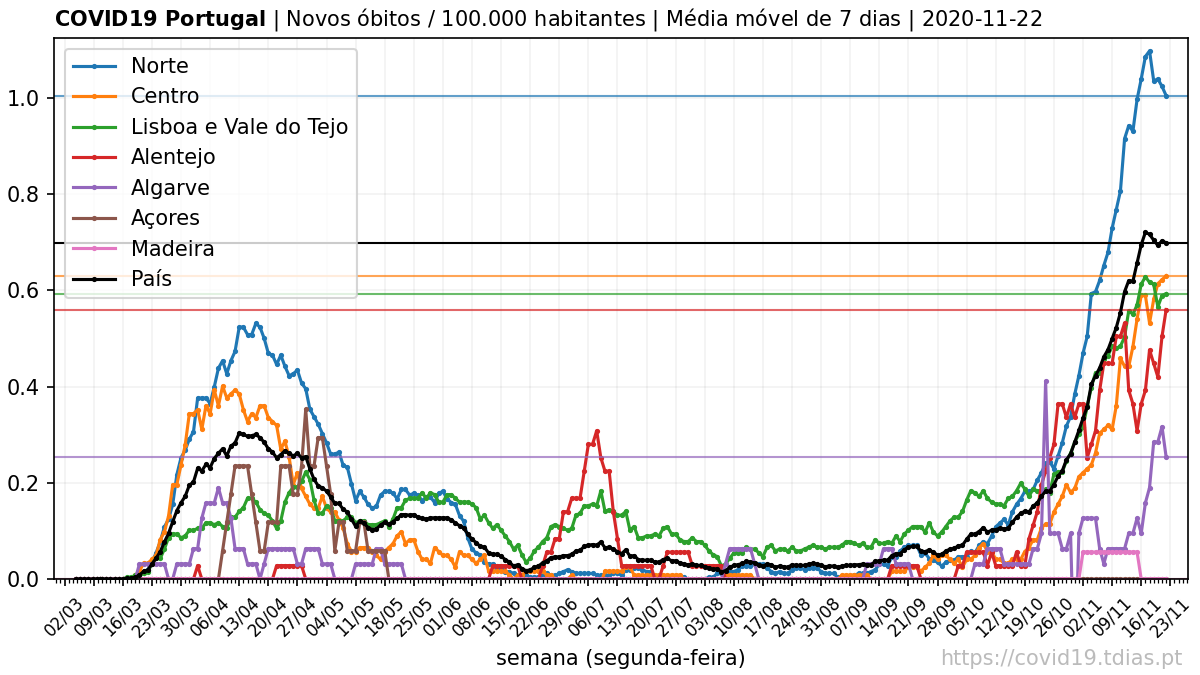 COVID19 Portugal | Novos óbitos / 100.000 habitantes | Média móvel de 7 dias | 2020-11-22
Norte
Centro
Lisboa e Vale do Tejo
Alentejo
Algarve
Açores
Madeira
País
1.0
0.8
0.6
0.4
0.2
0.0
02/03 09/03 16/03 23/03 30/03 06/04 13/04 20/04 27/04 04/05 11/05 18/05 25/05 01/06 08/06 15/06 22/06 29/06 06/07 13/07 20/07 27/07 03/08 10/08 17/08 24/08 31/08 07/09 14/09 21/09 28/09 05/10 12/10 19/10 26/10 02/11 09/11 16/11 23/11
semana (segunda-feira)
https://covid19.tdias.pt